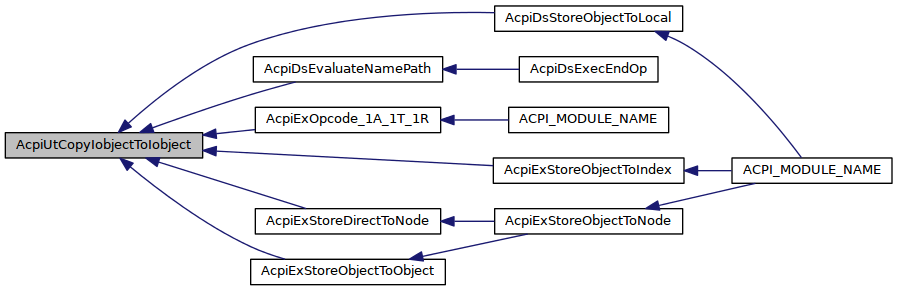 AcpiDsStoreObjectToLocal
AcpiDsEvaluateNamePath
AcpiDsExecEndOp
AcpiExOpcode_1A_1T_1R
ACPI_MODULE_NAME
AcpiUtCopyIobjectToIobject
AcpiExStoreObjectToIndex
ACPI_MODULE_NAME
AcpiExStoreDirectToNode
AcpiExStoreObjectToNode
AcpiExStoreObjectToObject